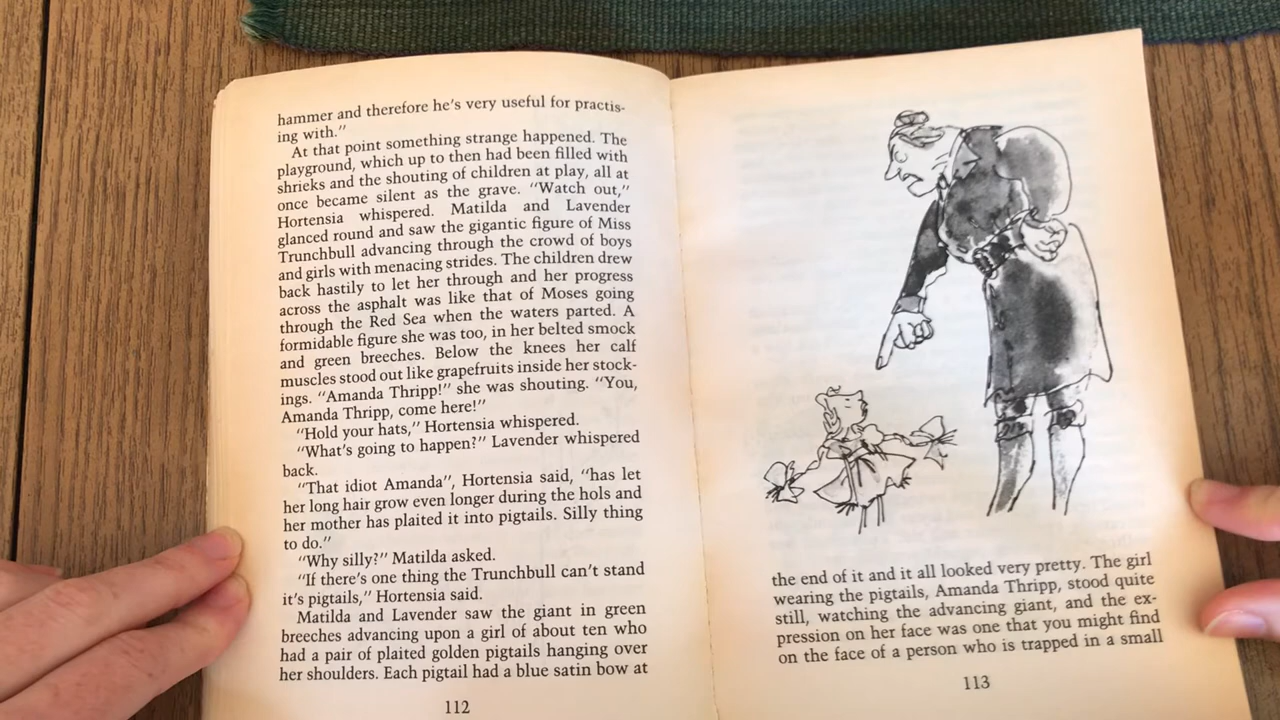 hammer and therefore he's very useful for practis-
ing with."
At that point something strange happened. The
playground, which up to then had been filled with
shrieks and the shouting of children at play, all at
once became silent as the grave. "Watch out,"
Hortensia whispered. Matilda and Lavender
glanced round and saw the gigantic figure of Miss
Trunchbull advancing through the crowd of boys
and girls with menacing strides. The children drew
back hastily to let her through and her progress
across the asphalt was like that of Moses going
through the Red Sea when the waters parted. A
formidable figure she was too, in her belted smock
and green breeches. Below the knees her calf
muscles stood out like grapefruits inside her stock-
ings. "Amanda Thripp!" she was shouting. "You,
Amanda Thripp, come here!"
"Hold your hats," Hortensia whispered.
"What's going to happen?" Lavender whispered
back.
"That idiot Amanda", Hortensia said, "has let
her long hair grow even longer during the hols and
her mother has plaited it into pigtails. Silly thing
to do."
"Why silly?" Matilda asked.
"If there's one thing the Trunchbull can't stand
it's pigtails," Hortensia said.
Matilda and Lavender saw the giant in green
breeches advancing upon a girl of about ten who
had a pair of plaited golden pigtails hanging over
her shoulders. Each pigtail had a blue satin bow at
112
the end of it and it all looked very pretty. The girl
wearing the pigtails, Amanda Thripp, stood quite
still, watching the advancing giant, and the ex-
pression on her face was one that you might find
on the face of a person who is trapped in a small
113